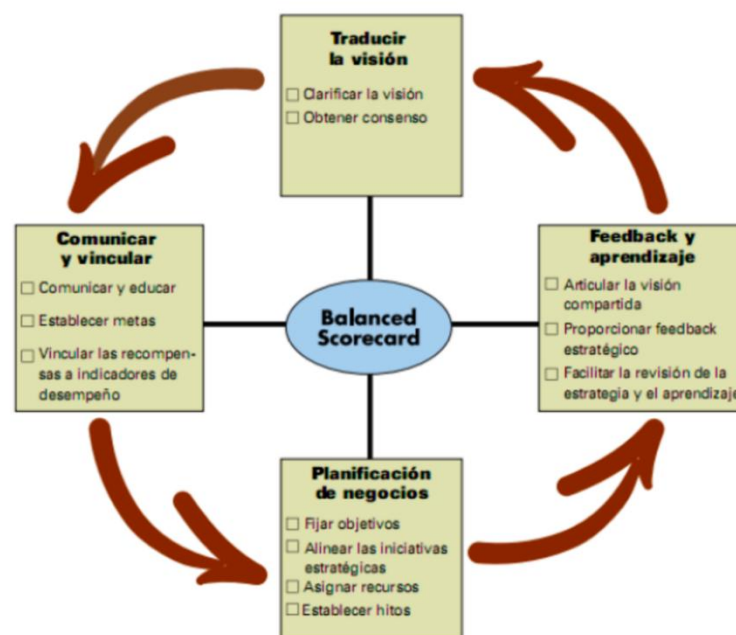 Traducir
la visión
☐ Clarificar la visión
☐ Obtener consenso
Comunicar
y vincular
☐ Comunicar y educar
☐ Establecer metas
☐ Vincular las recompen-
sas a indicadores de
desempeño
Balanced
Scorecard
Feedback y
aprendizaje
☐ Articular la visión
compartida
☐ Proporcionar feedback
estratégico
☐ Facilitar la revisión de la
estrategia y el aprendizaje
Planificación
de negocios
☐ Fijar objetivos
☐ Alinear las iniciativas
estratégicas
☐ Asignar recursos
☐ Establecer hitos